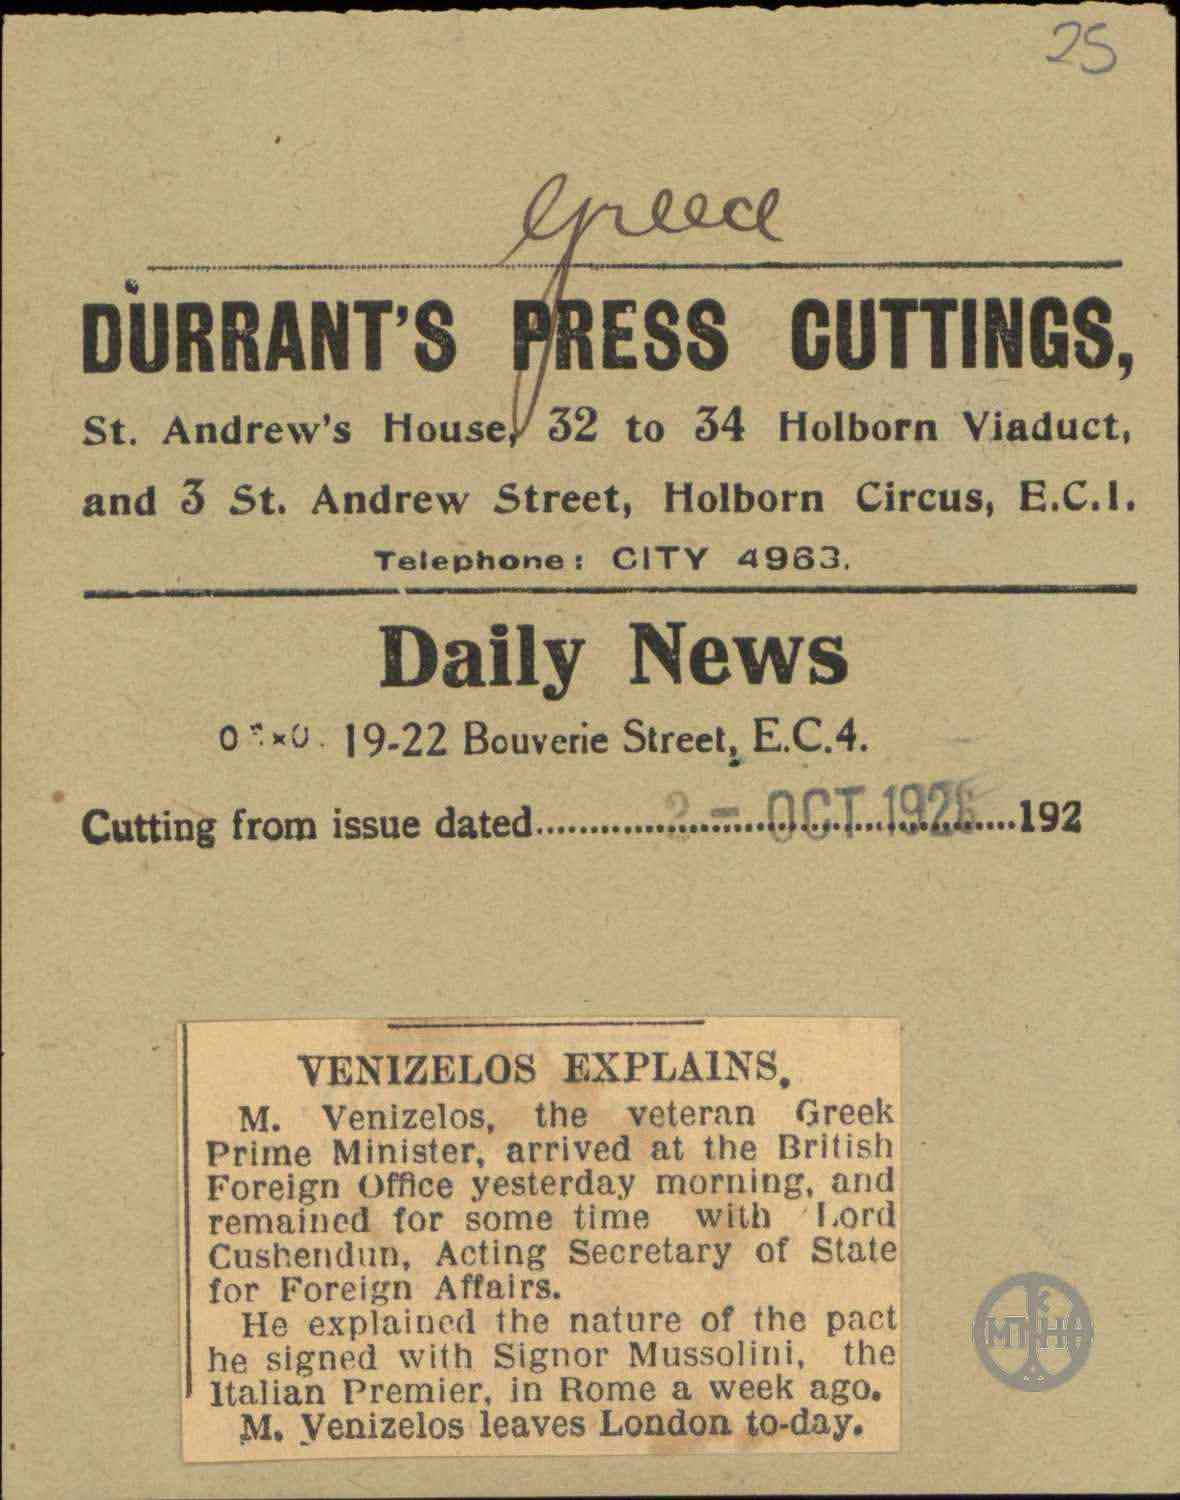 25
Greece
DURRANT'S PRESS CUTTINGS,
St. Andrew's House, 32 to 34 Holborn Viaduct,
and 3 St. Andrew Street, Holborn Circus, E.C.1.
Telephone: CITY 4963.
Daily News
19-22 Bouverie Street, E.C.4.
Cutting from issue dated 2 - OCT 1928 192
VENIZELOS EXPLAINS.
M. Venizelos, the veteran Greek
Prime Minister, arrived at the British
Foreign Office yesterday morning, and
remained for some time with Lord
Cushendun, Acting Secretary of State
for Foreign Affairs.
He explained the nature of the pact
he signed with Signor Mussolini, the
Italian Premier, in Rome a week ago.
M. Venizelos leaves London to-day.